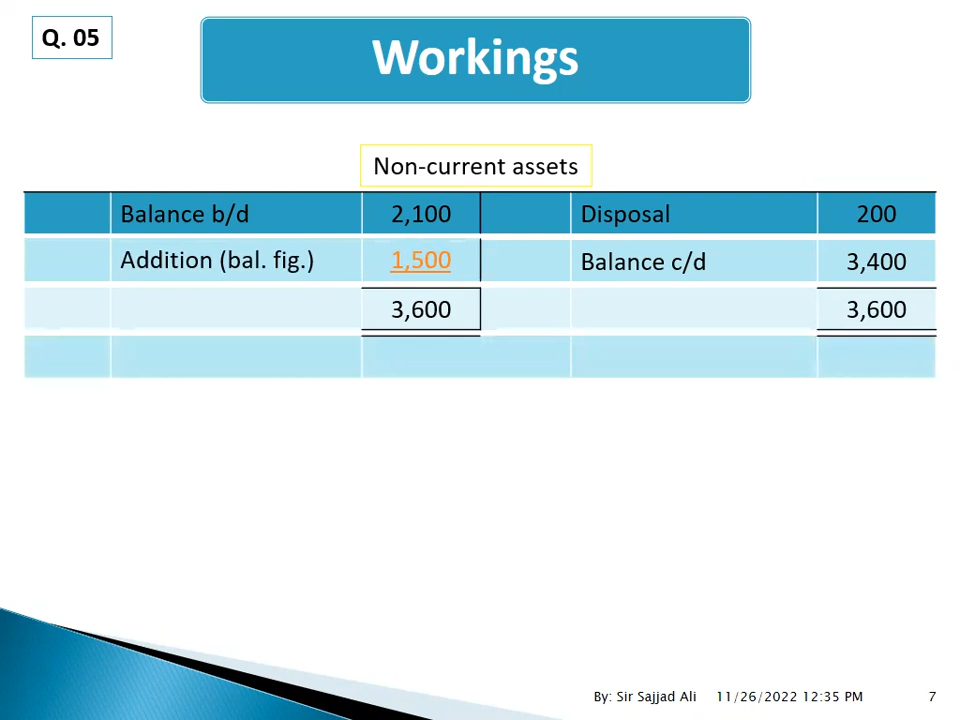 Q. 05
Workings
Non-current assets
Balance b/d 2,100 Disposal 200
Addition (bal. fig.) 1,500 Balance c/d 3,400
3,600 3,600
By: Sir Sajjad Ali 11/26/2022 12:35 PM 7